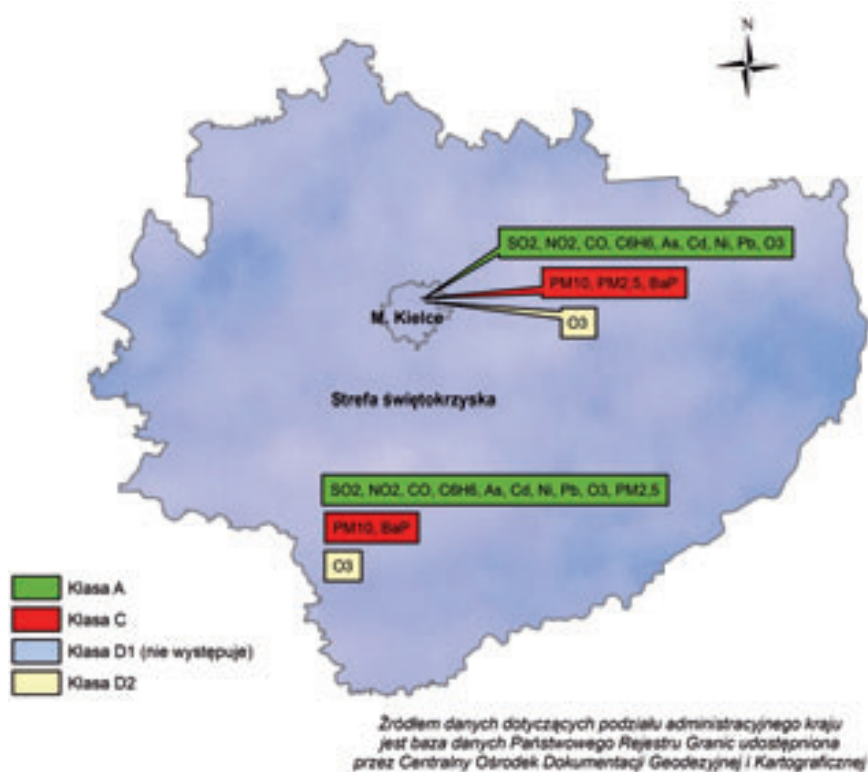 N
SO2, NO2, CO, C6H6, As, Cd, Ni, Pb, O3
PM10, PM2,5, BaP
M. Kielce
O3
Strefa świętokrzyska
SO2, NO2, CO, C6H6, As, Cd, Ni, Pb, O3, PM2,5
PM10, BaP
O3
Klasa A
Klasa C
Klasa D1 (nie występuje)
Klasa D2
Źródłem danych dotyczących podziału administracyjnego kraju
jest baza danych Państwowego Rejestru Granic udostępniona
przez Centralny Ośrodek Dokumentacji Geodezyjnej i Kartograficznej